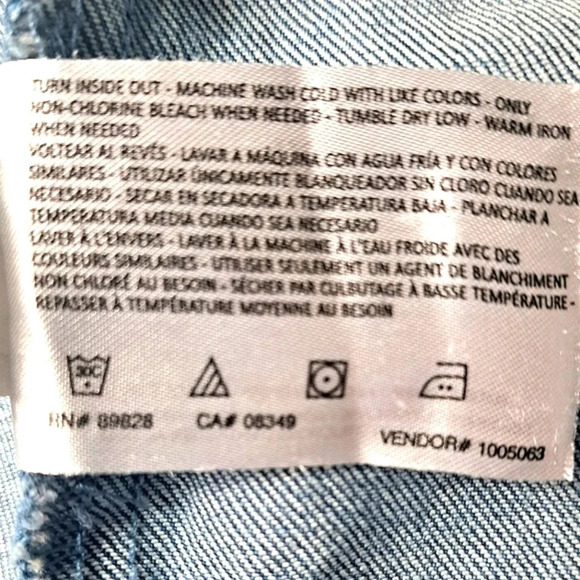 TURN INSIDE OUT - MACHINE WASH COLD WITH LIKE COLORS - ONLY
NON-CHLORINE BLEACH WHEN NEEDED - TUMBLE DRY LOW - WARM IRON
WHEN NEEDED
VOLTEAR AL REVÉS - LAVAR A MÁQUINA CON AGUA FRÍA Y CON COLORES
SIMILARES - UTILIZAR ÚNICAMENTE BLANQUEADOR SIN CLORO CUANDO SEA
NECESARIO - SECAR EN SECADORA A TEMPERATURA BAJA - PLANCHAR A
TEMPERATURA MEDIA CUANDO SEA NECESARIO
LAVER À L'ENVERS - LAVER À LA MACHINE À L'EAU FROIDE AVEC DES
COULEURS SIMILAIRES - UTILISER SEULEMENT UN AGENT DE BLANCHIMENT
NON CHLORÉ AU BESOIN - SÉCHER PAR CULBUTAGE À BASSE TEMPÉRATURE -
REPASSER À TEMPÉRATURE MOYENNE AU BESOIN
30C
RN# 89828 CA# 08349
VENDOR# 1005063